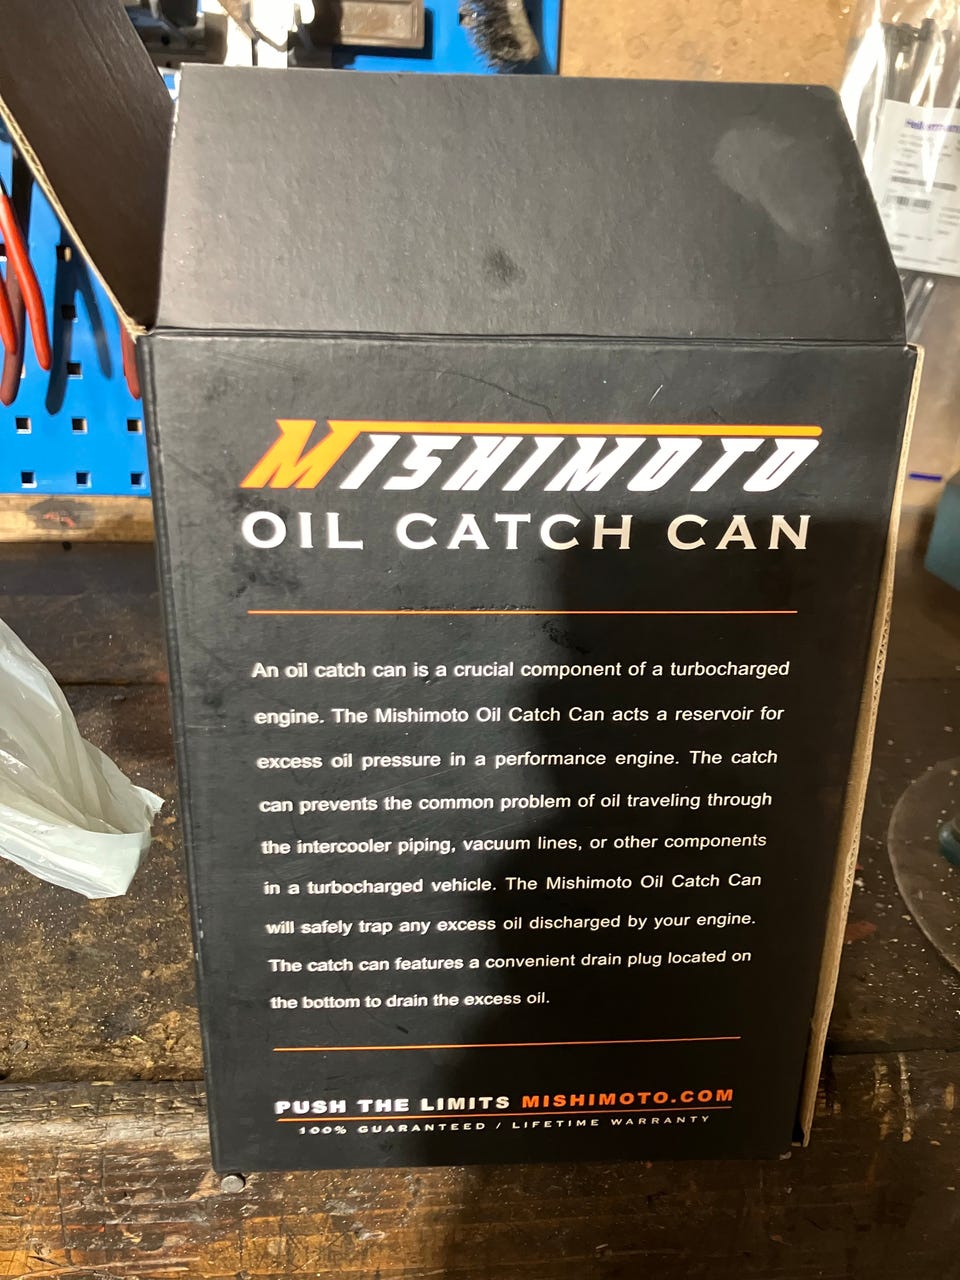 MISHIMOTO
OIL CATCH CAN
An oil catch can is a crucial component of a turbocharged
engine. The Mishimoto Oil Catch Can acts a reservoir for
excess oil pressure in a performance engine. The catch
can prevents the common problem of oil traveling through
the intercooler piping, vacuum lines, or other components
in a turbocharged vehicle. The Mishimoto Oil Catch Can
will safely trap any excess oil discharged by your engine.
The catch can features a convenient drain plug located on
the bottom to drain the excess oil.
PUSH THE LIMITS MISHIMOTO.COM
100% GUARANTEED / LIFETIME WARRANTY